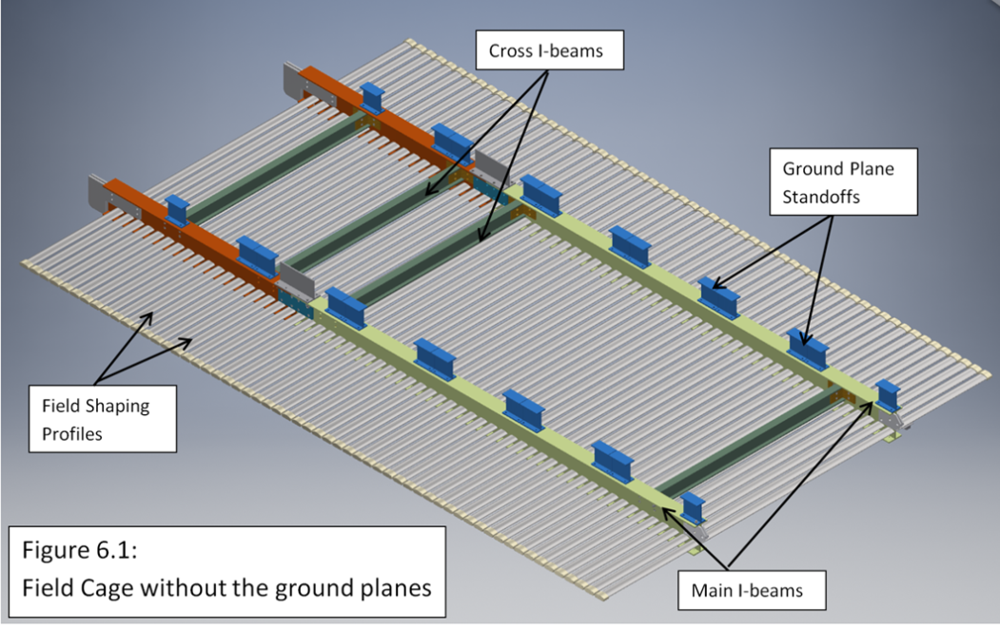 Cross I-beams
Ground Plane
Standoffs
Field Shaping
Profiles
Figure 6.1:
Field Cage without the ground planes
Main I-beams